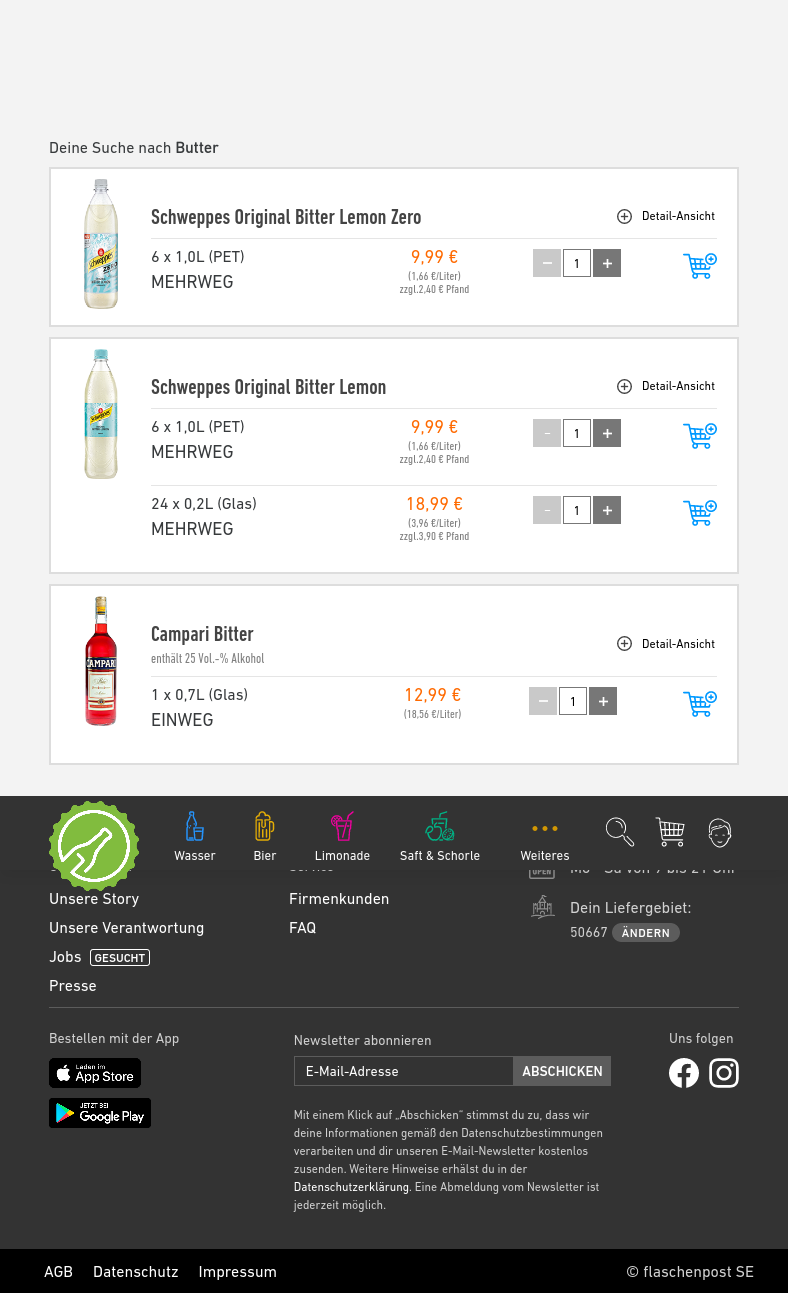 Deine Suche nach Butter
Schweppes Original Bitter Lemon Zero
Detail-Ansicht
6 x 1,0L (PET)
MEHRWEG
9,99 €
(1,66 €/Liter)
zzgl.2,40 € Pfand
1
Schweppes Original Bitter Lemon
Detail-Ansicht
6 x 1,0L (PET)
MEHRWEG
9,99 €
(1,66 €/Liter)
zzgl.2,40 € Pfand
1
24 x 0,2L (Glas)
MEHRWEG
18,99 €
(3,96 €/Liter)
zzgl.3,90 € Pfand
1
CAMPARI
Campari Bitter
enthält 25 Vol.-% Alkohol
Detail-Ansicht
1 x 0,7L (Glas)
EINWEG
12,99 €
(18,56 €/Liter)
1
Wasser
Bier
Limonade
Saft & Schorle
Weiteres
OPEN
Unsere Story
Unsere Verantwortung
Jobs GESUCHT
Presse
Firmenkunden
FAQ
Dein Liefergebiet:
50667 ÄNDERN
Bestellen mit der App
Laden im
App Store
JETZT BEI
Google Play
Newsletter abonnieren
E-Mail-Adresse ABSCHICKEN
Mit einem Klick auf „Abschicken“ stimmst du zu, dass wir
deine Informationen gemäß den Datenschutzbestimmungen
verarbeiten und dir unseren E-Mail-Newsletter kostenlos
zusenden. Weitere Hinweise erhälst du in der
Datenschutzerklärung. Eine Abmeldung vom Newsletter ist
jederzeit möglich.
Uns folgen
AGB Datenschutz Impressum © flaschenpost SE